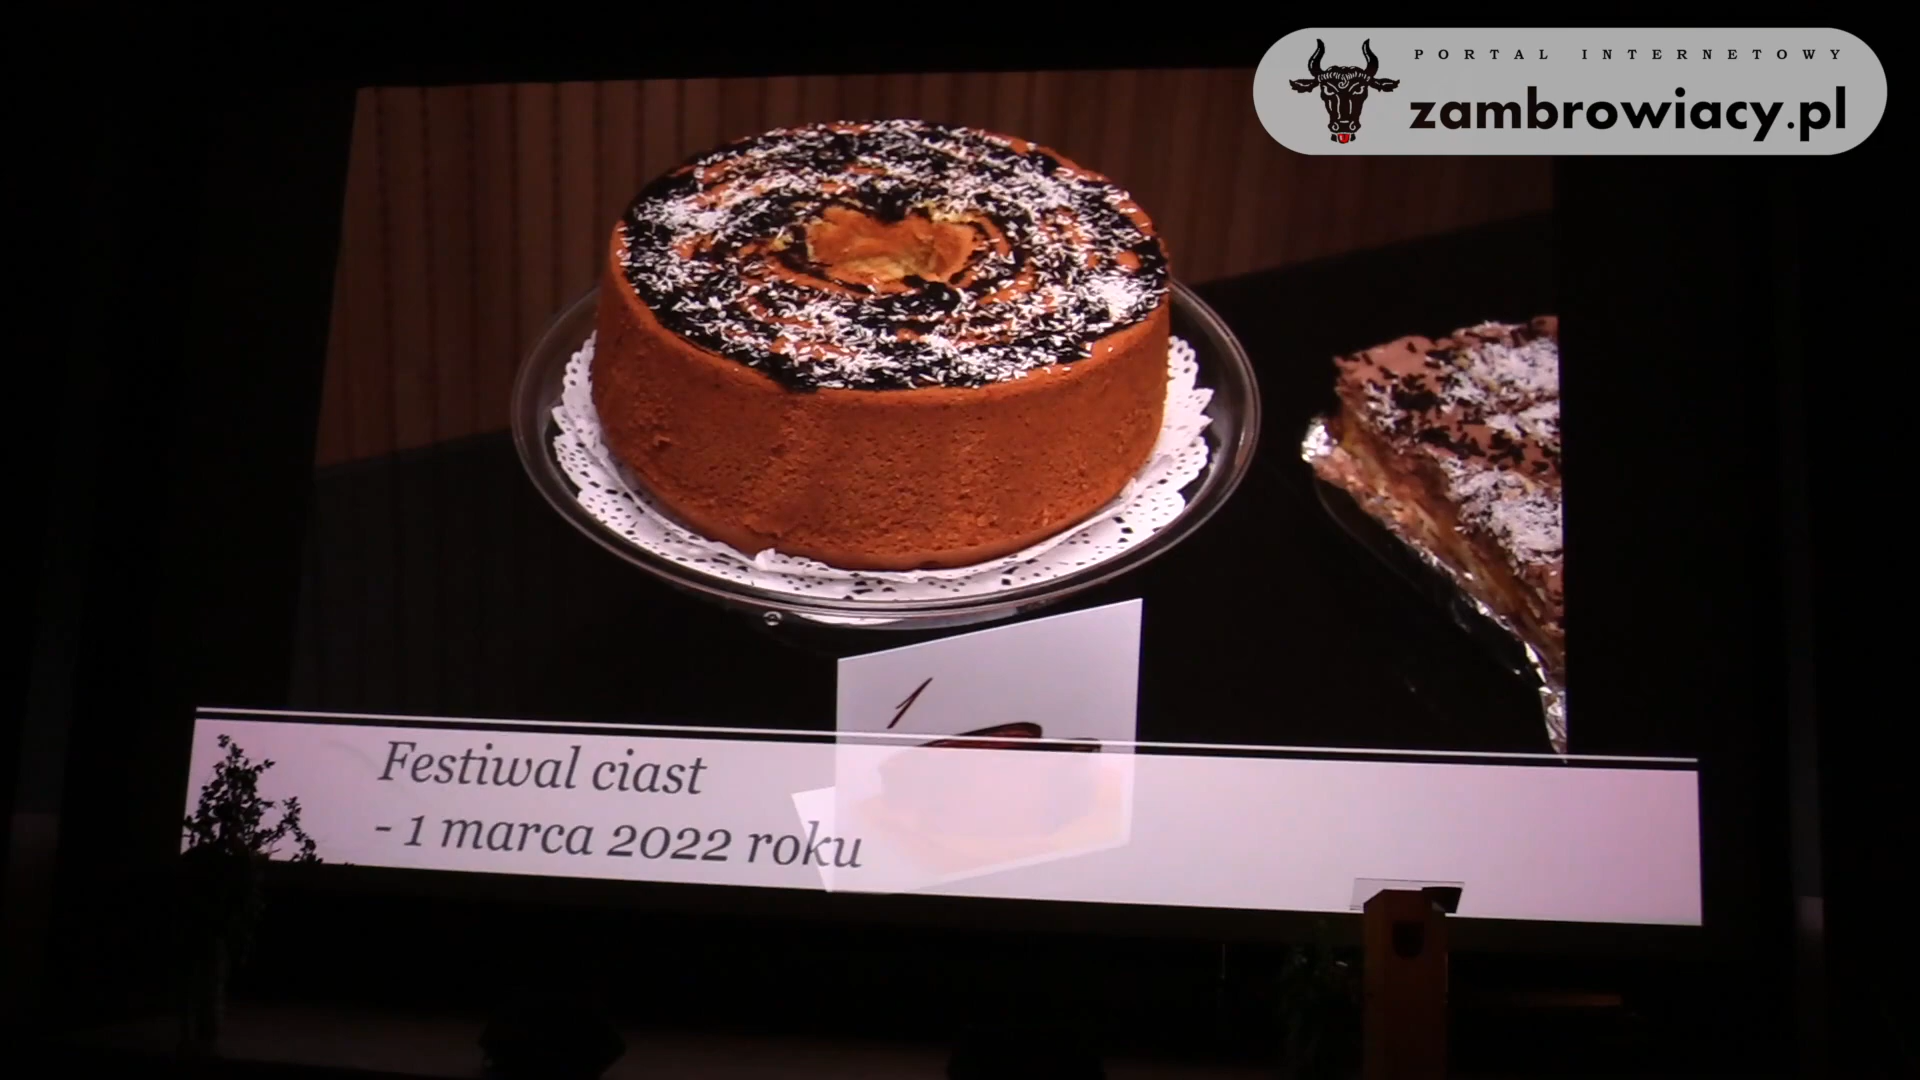 PORTAL INTERNETOWY
zambrowiacy.pl
1
Festiwal ciast
- 1 marca 2022 roku